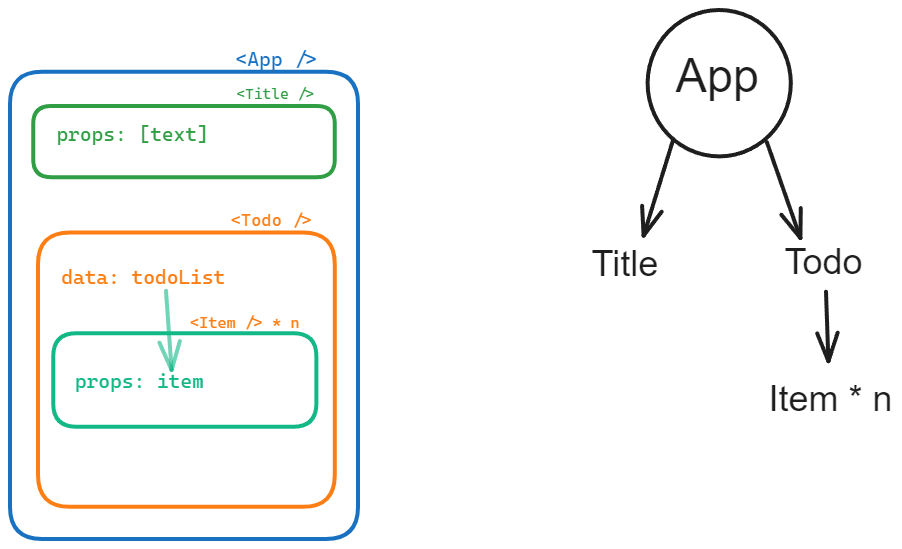 <App />
<Title />
props: [text]
<Todo />
data: todoList
<Item /> * n
props: item
App
Title
Todo
Item * n